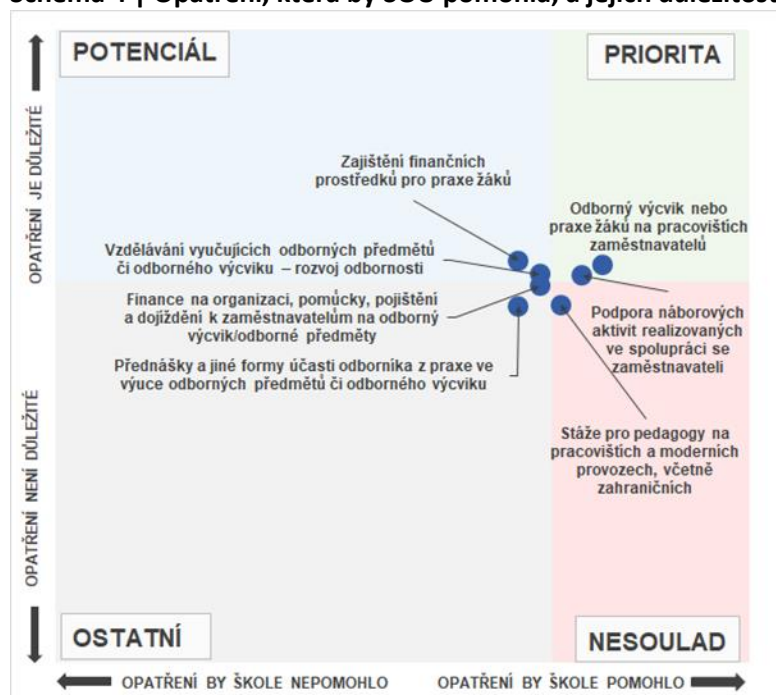 POTENCIÁL
PRIORITA
OPATŘENÍ JE DŮLEŽITÉ
Zajištění finančních
prostředků pro praxe žáků
Odborný výcvik nebo
praxe žáků na pracovištích
zaměstnavatelů
Vzdělávání vyučujících odborných předmětů
či odborného výcviku – rozvoj odbornosti
Finance na organizaci, pomůcky, pojištění
a dojíždění k zaměstnavatelům na odborný
výcvik/odborné předměty
Podpora náborových
aktivit realizovaných
ve spolupráci se
zaměstnavateli
Přednášky a jiné formy účasti odborníka z praxe ve
výuce odborných předmětů či odborného výcviku
Stáže pro pedagogy na
pracovištích a moderních
provozech, včetně
zahraničních
OPATŘENÍ NENÍ DŮLEŽITÉ
OSTATNÍ
NESOULAD
OPATŘENÍ BY ŠKOLE NEPOMOHLO
OPATŘENÍ BY ŠKOLE POMOHLO